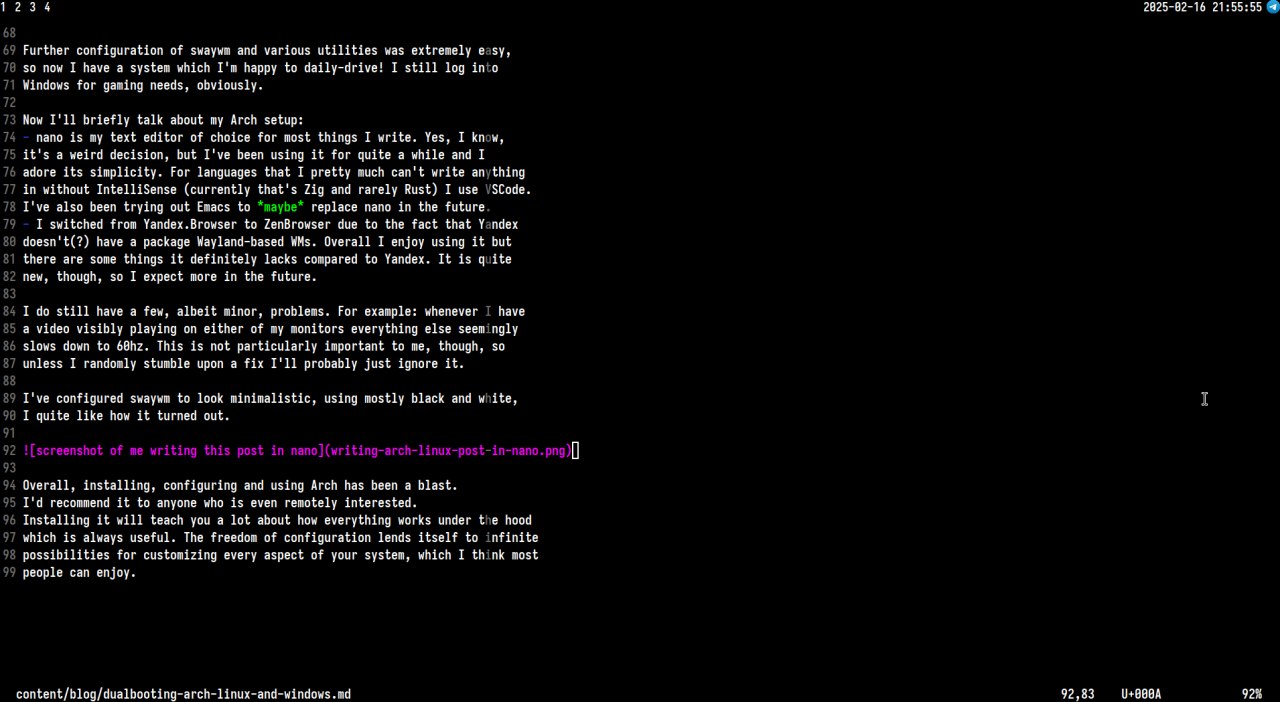 1 2 3 4 2025-02-16 21:55:55
68
69 Further configuration of swaywm and various utilities was extremely easy,
70 so now I have a system which I'm happy to daily-drive! I still log into
71 Windows for gaming needs, obviously.
72
73 Now I'll briefly talk about my Arch setup:
74 - nano is my text editor of choice for most things I write. Yes, I know,
75 it's a weird decision, but I've been using it for quite a while and I
76 adore its simplicity. For languages that I pretty much can't write anything
77 in without IntelliSense (currently that's Zig and rarely Rust) I use VSCode.
78 I've also been trying out Emacs to *maybe* replace nano in the future.
79 - I switched from Yandex.Browser to ZenBrowser due to the fact that Yandex
80 doesn't(?) have a package Wayland-based WMs. Overall I enjoy using it but
81 there are some things it definitely lacks compared to Yandex. It is quite
82 new, though, so I expect more in the future.
83
84 I do still have a few, albeit minor, problems. For example: whenever I have
85 a video visibly playing on either of my monitors everything else seemingly
86 slows down to 60hz. This is not particularly important to me, though, so
87 unless I randomly stumble upon a fix I'll probably just ignore it.
88
89 I've configured swaywm to look minimalistic, using mostly black and white,
90 I quite like how it turned out.
91
92 ![screenshot of me writing this post in nano](writing-arch-linux-post-in-nano.png)
93
94 Overall, installing, configuring and using Arch has been a blast.
95 I'd recommend it to anyone who is even remotely interested.
96 Installing it will teach you a lot about how everything works under the hood
97 which is always useful. The freedom of configuration lends itself to infinite
98 possibilities for customizing every aspect of your system, which I think most
99 people can enjoy.
content/blog/dualbooting-arch-linux-and-windows.md 92,83 U+000A 92%